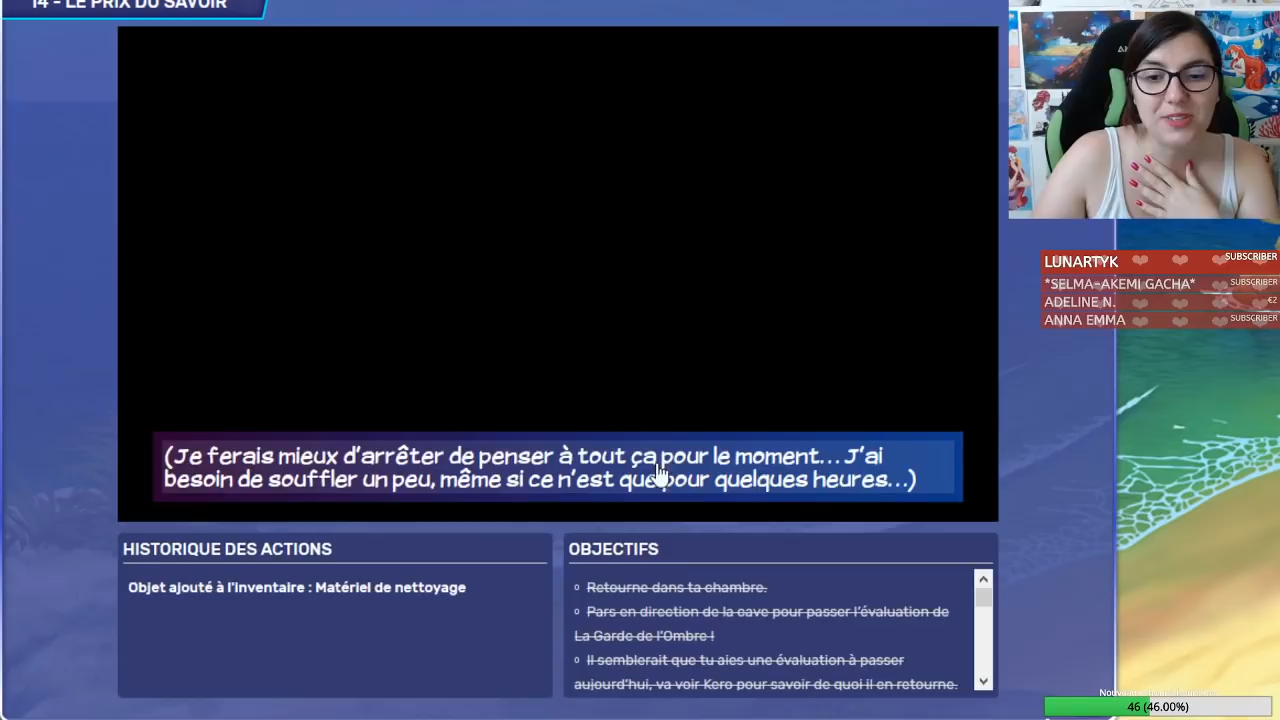 14 - LE PRIX DU SAVOIR
(Je ferais mieux d'arrêter de penser à tout ça pour le moment... J'ai
besoin de souffler un peu, même si ce n'est que pour quelques heures...)
HISTORIQUE DES ACTIONS
Objet ajouté à l'inventaire : Matériel de nettoyage
OBJECTIFS
Retourne dans ta chambre.
Pars en direction de la cave pour passer l'évaluation de
La Garde de l'Ombre !
Il semblerait que tu aies une évaluation à passer
aujourd'hui, va voir Kero pour savoir de quoi il en retourne.
LUNARTYK SUBSCRIBER
*SELMA-AKEMI GACHA* SUBSCRIBER
ADELINE N. €2
ANNA EMMA SUBSCRIBER
46 (46.00%)